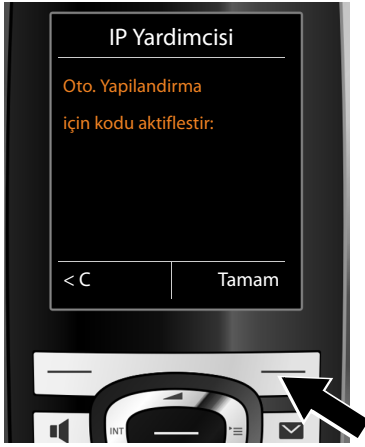 IP Yardimcisi
Oto. Yapilandirma
için kodu aktiflestir:
< C
Tamam
INT